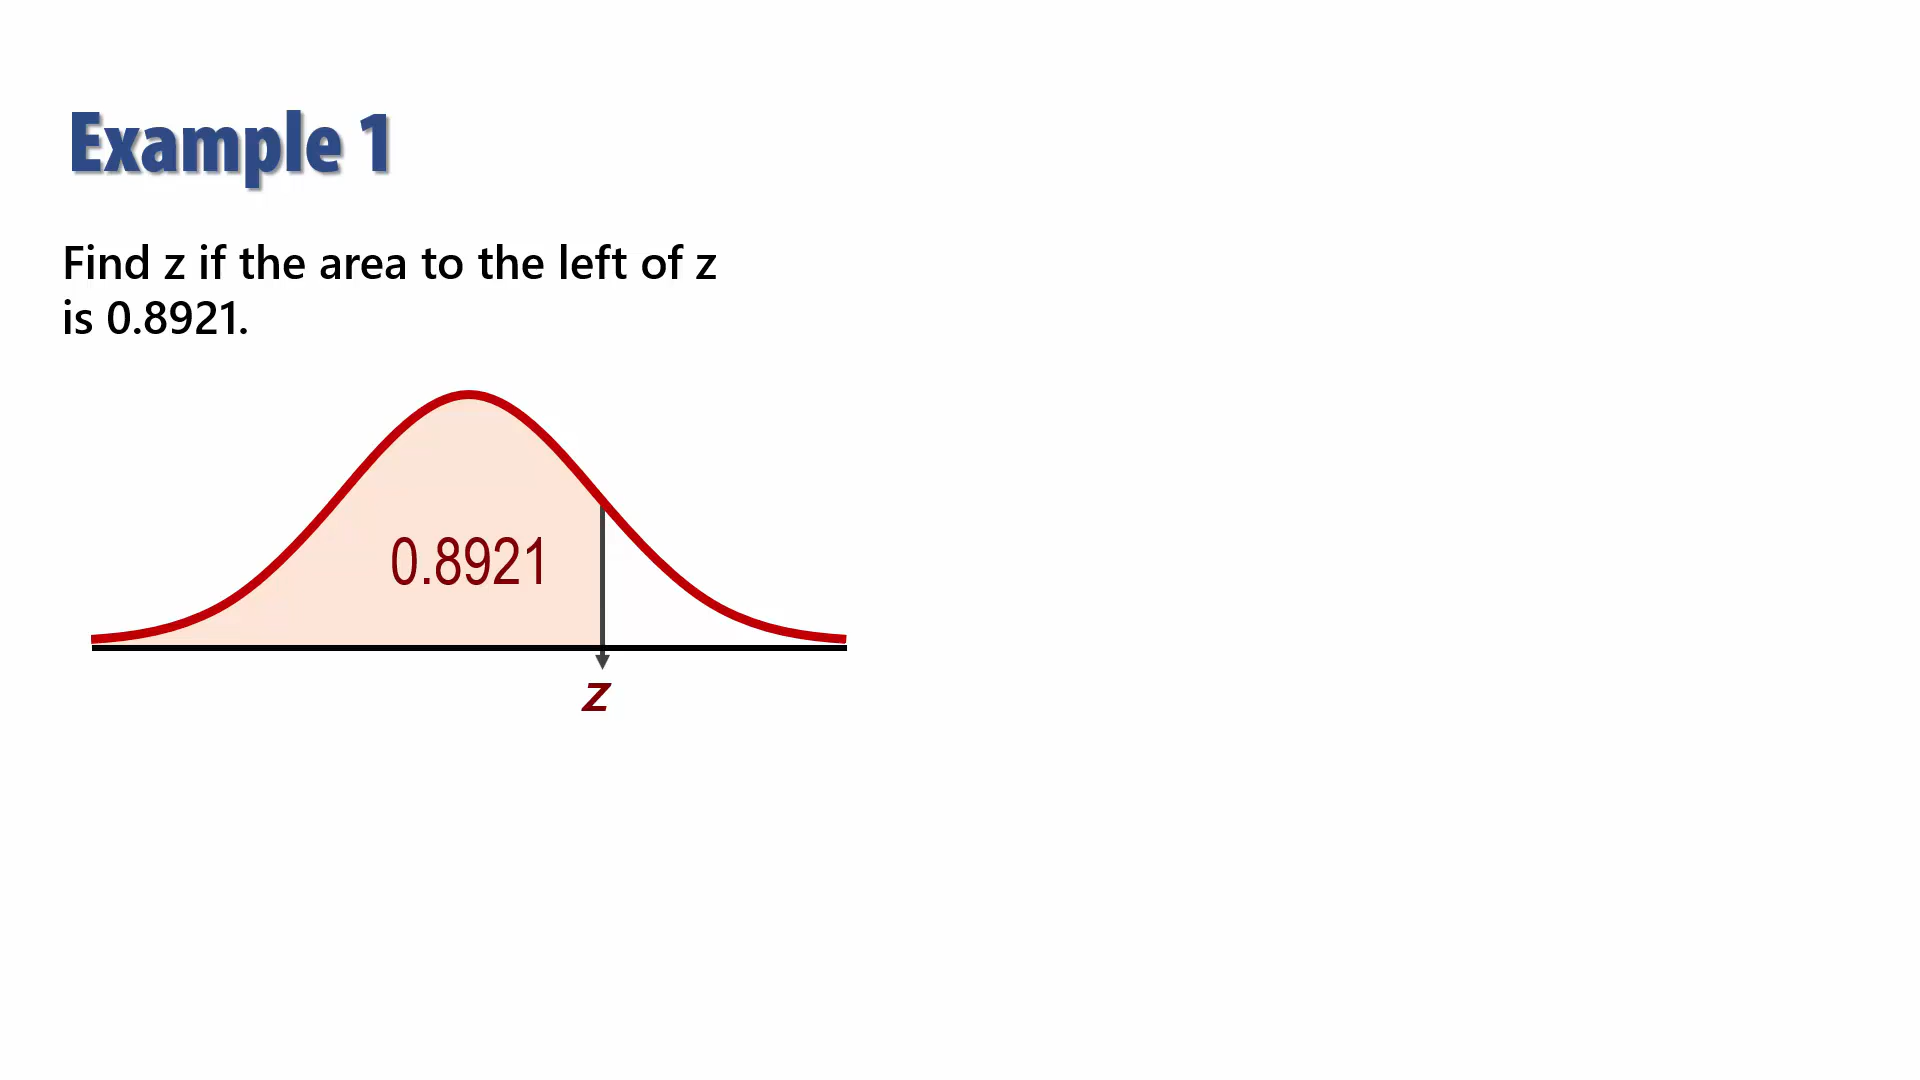 Example 1
Find z if the area to the left of z
is 0.8921.
0.8921
z